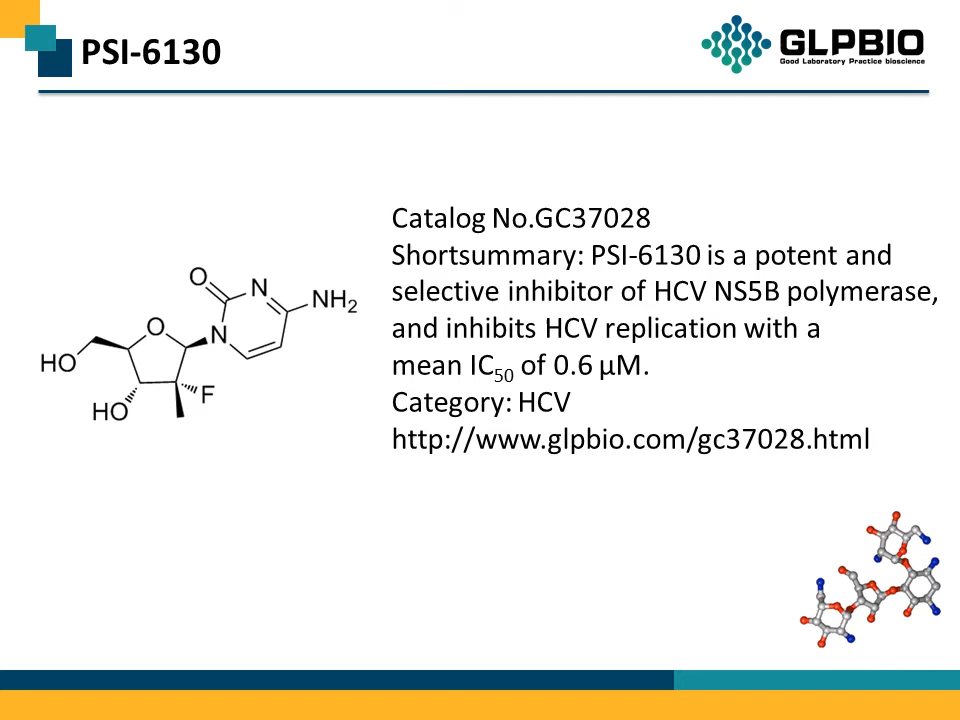 PSI-6130
GLPBIO
Good Laboratory Practice bioscience
Catalog No.GC37028
Shortsummary: PSI-6130 is a potent and
selective inhibitor of HCV NS5B polymerase,
and inhibits HCV replication with a
mean IC50 of 0.6 μM.
Category: HCV
http://www.glpbio.com/gc37028.html
O
N
NH2
O
N
HO
F
HO